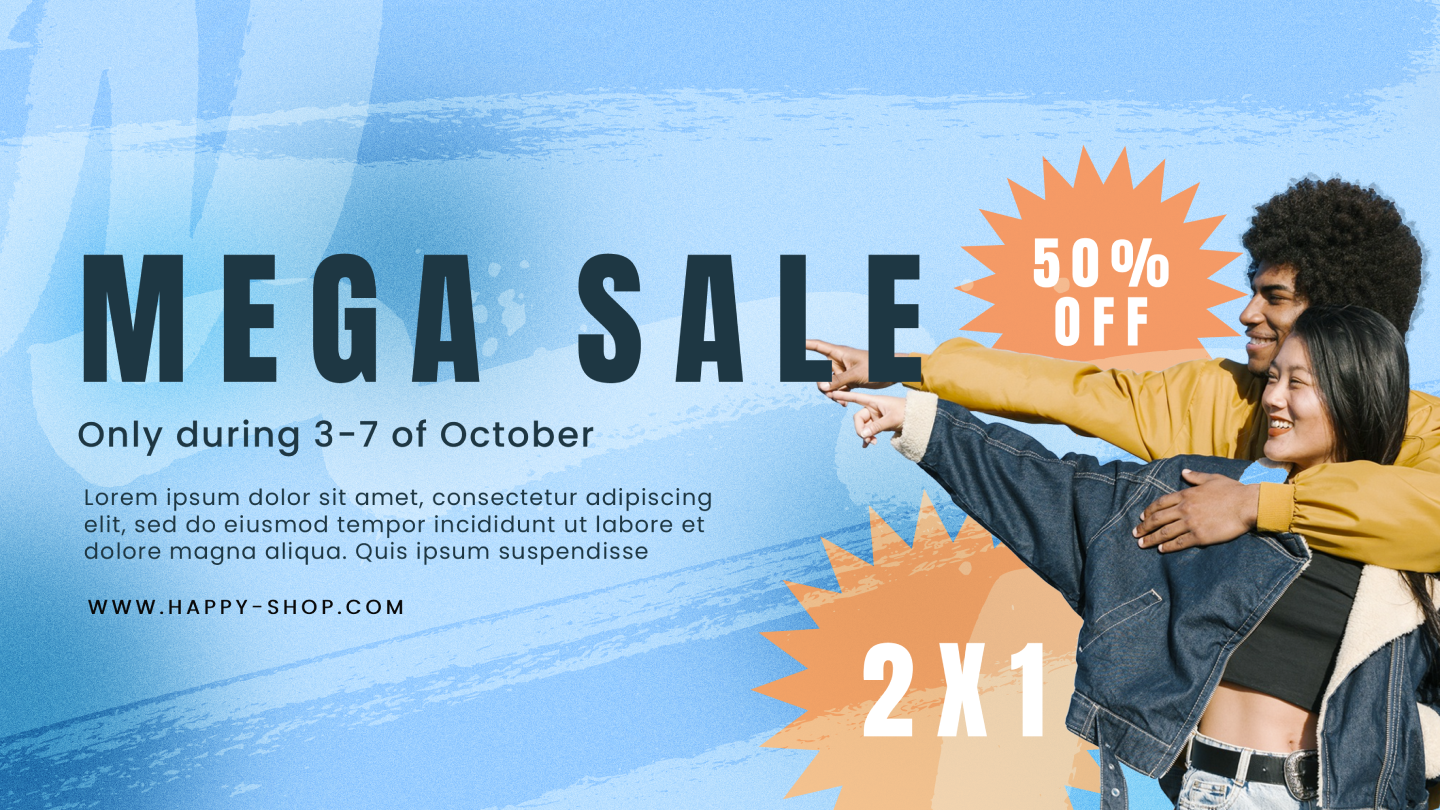 MEGA SALE
50%
OFF
Only during 3-7 of October
Lorem ipsum dolor sit amet, consectetur adipiscing
elit, sed do eiusmod tempor incididunt ut labore et
dolore magna aliqua. Quis ipsum suspendisse
WWW.HAPPY-SHOP.COM
2X1